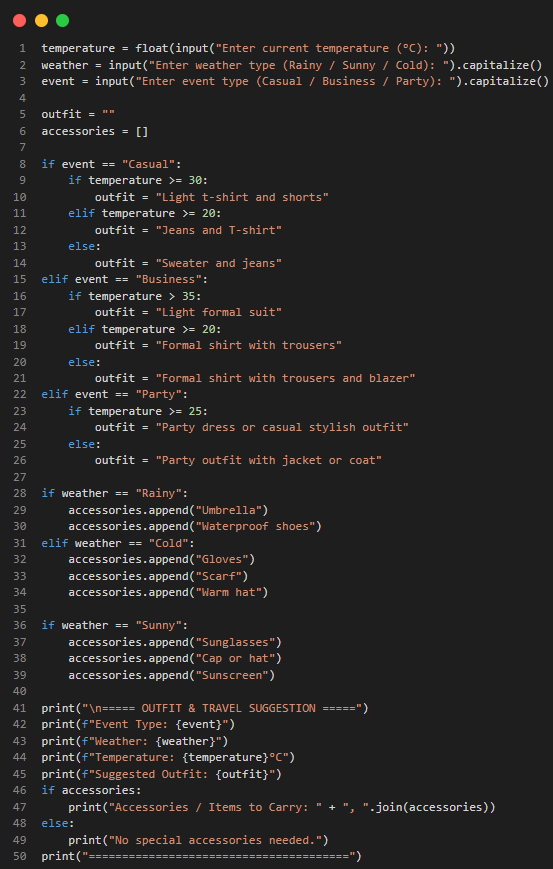 1 temperature = float(input("Enter current temperature (°C): "))
2 weather = input("Enter weather type (Rainy / Sunny / Cold): ").capitalize()
3 event = input("Enter event type (Casual / Business / Party): ").capitalize()
4
5 outfit = ""
6 accessories = []
7
8 if event == "Casual":
9     if temperature >= 30:
10         outfit = "Light t-shirt and shorts"
11     elif temperature >= 20:
12         outfit = "Jeans and T-shirt"
13     else:
14         outfit = "Sweater and jeans"
15 elif event == "Business":
16     if temperature > 35:
17         outfit = "Light formal suit"
18     elif temperature >= 20:
19         outfit = "Formal shirt with trousers"
20     else:
21         outfit = "Formal shirt with trousers and blazer"
22 elif event == "Party":
23     if temperature >= 25:
24         outfit = "Party dress or casual stylish outfit"
25     else:
26         outfit = "Party outfit with jacket or coat"
27
28 if weather == "Rainy":
29     accessories.append("Umbrella")
30     accessories.append("Waterproof shoes")
31 elif weather == "Cold":
32     accessories.append("Gloves")
33     accessories.append("Scarf")
34     accessories.append("Warm hat")
35
36 if weather == "Sunny":
37     accessories.append("Sunglasses")
38     accessories.append("Cap or hat")
39     accessories.append("Sunscreen")
40
41 print("\n===== OUTFIT & TRAVEL SUGGESTION =====")
42 print(f"Event Type: {event}")
43 print(f"Weather: {weather}")
44 print(f"Temperature: {temperature}°C")
45 print(f"Suggested Outfit: {outfit}")
46 if accessories:
47     print("Accessories / Items to Carry: " + ", ".join(accessories))
48 else:
49     print("No special accessories needed.")
50 print("=======================================")